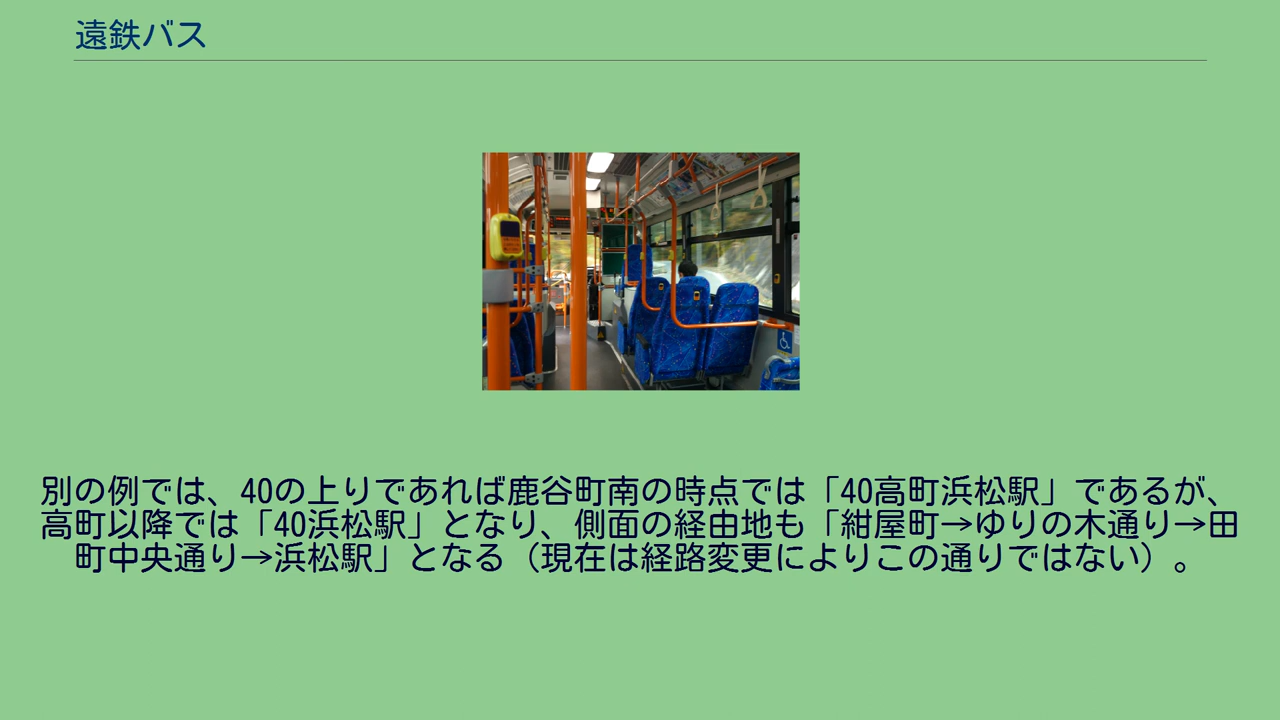 遠鉄バス
別の例では、40の上りであれば鹿谷町南の時点では「40高町浜松駅」であるが、
高町以降では「40浜松駅」となり、側面の経由地も「紺屋町→ゆりの木通り→田
町中央通り→浜松駅」となる（現在は経路変更によりこの通りではない）。